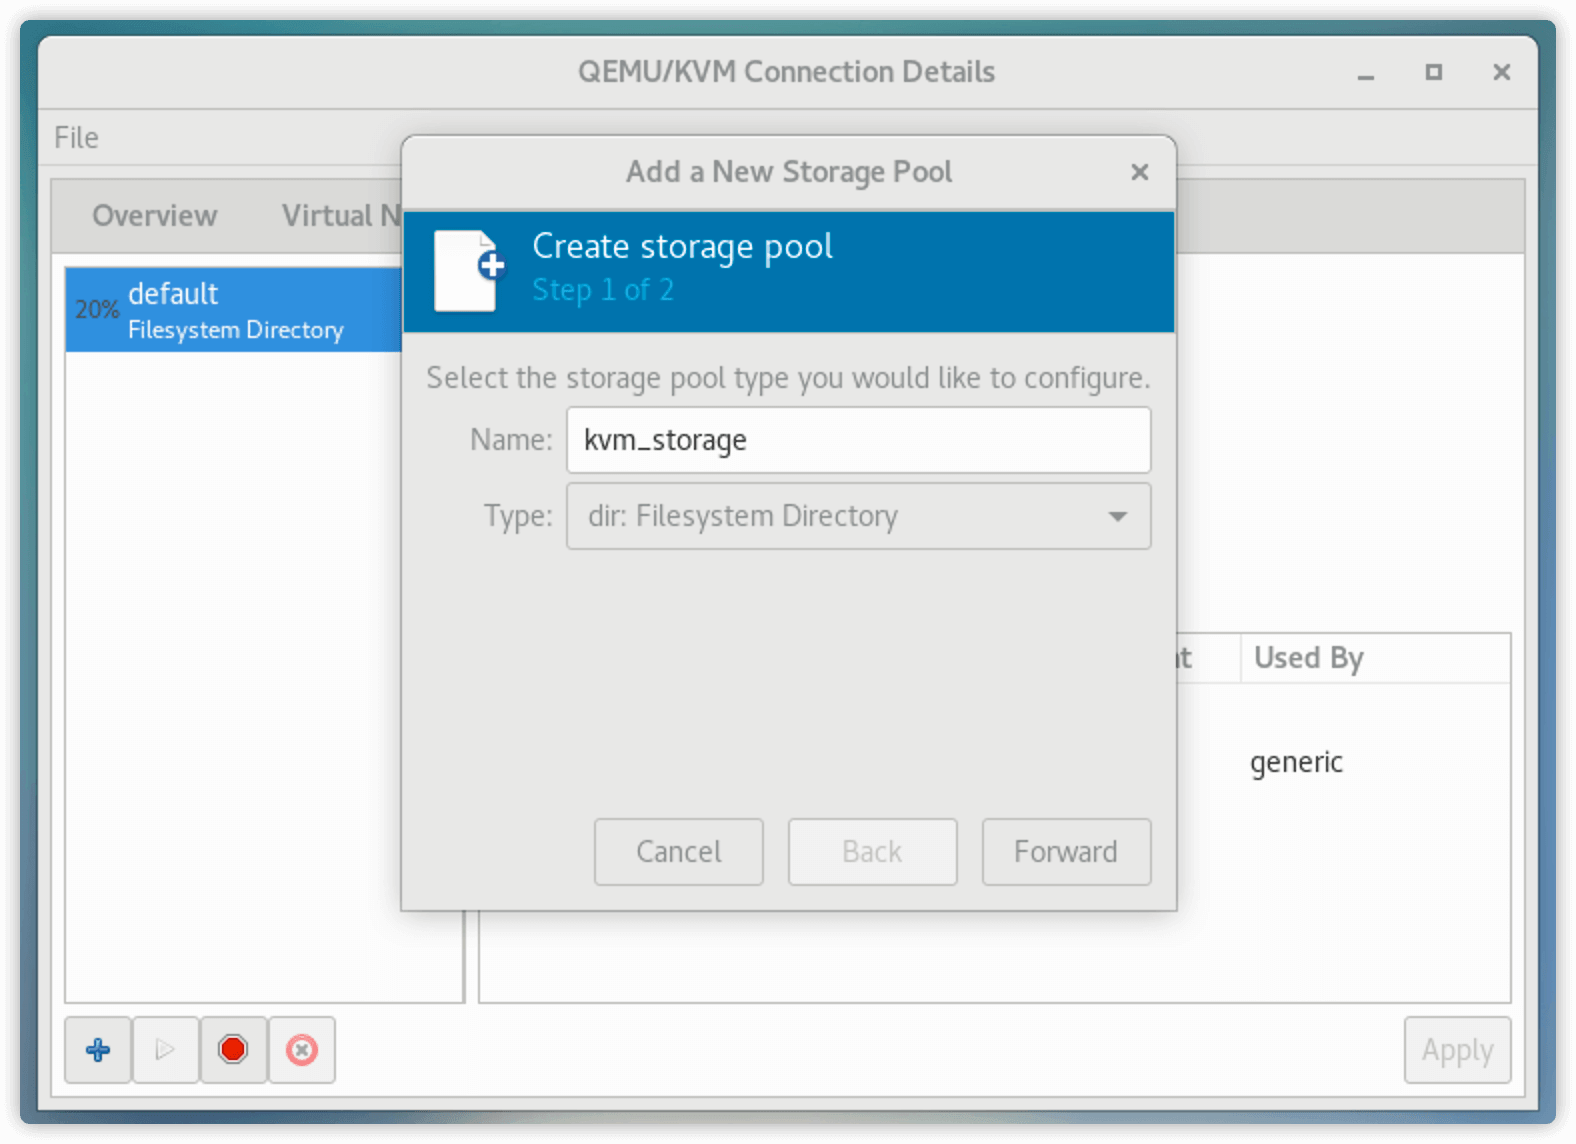 QEMU/KVM Connection Details
File
Add a New Storage Pool
Overview
Virtual N
Create storage pool
Step 1 of 2
20%
default
Filesystem Directory
Select the storage pool type you would like to configure.
Name: kvm_storage
Type: dir: Filesystem Directory
Used By
generic
Cancel
Back
Forward
Apply